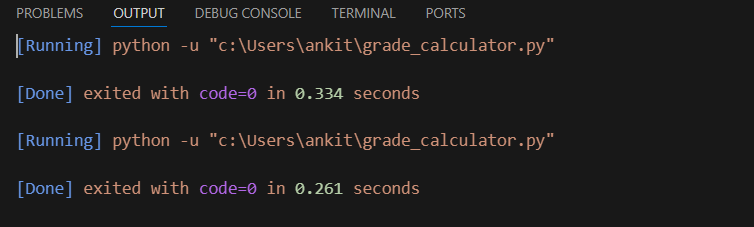 PROBLEMS OUTPUT DEBUG CONSOLE TERMINAL PORTS
[Running] python -u "c:\Users\ankit\grade_calculator.py"
[Done] exited with code=0 in 0.334 seconds
[Running] python -u "c:\Users\ankit\grade_calculator.py"
[Done] exited with code=0 in 0.261 seconds